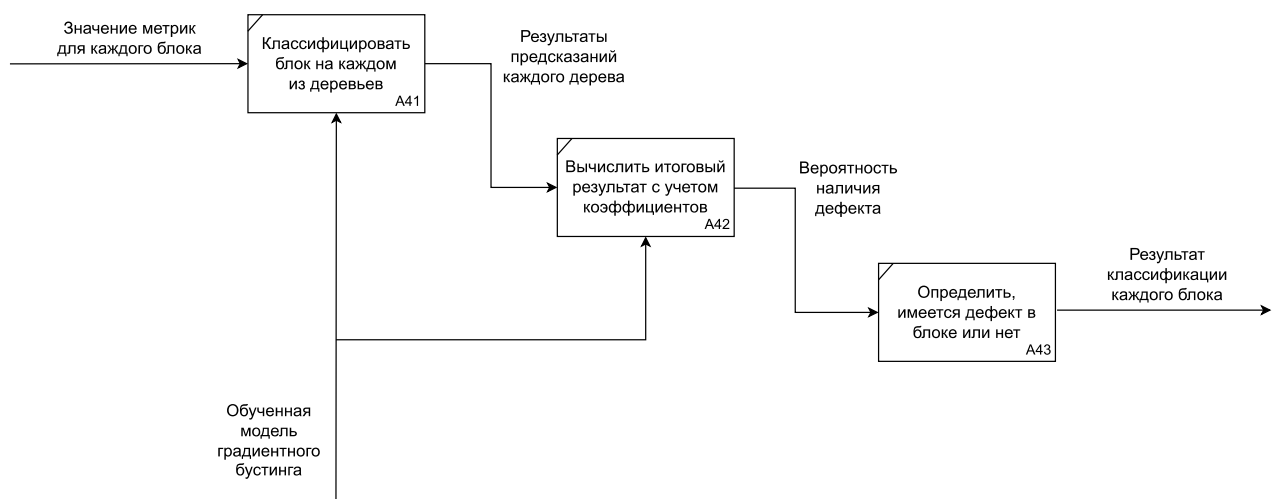 Значение метрик
для каждого блока
Классифицировать
блок на каждом
из деревьев
A41
Результаты
предсказаний
каждого дерева
Вычислить итоговый
результат с учетом
коэффициентов
A42
Вероятность
наличия
дефекта
Определить,
имеется дефект в
блоке или нет
A43
Результат
классификации
каждого блока
Обученная
модель
градиентного
бустинга